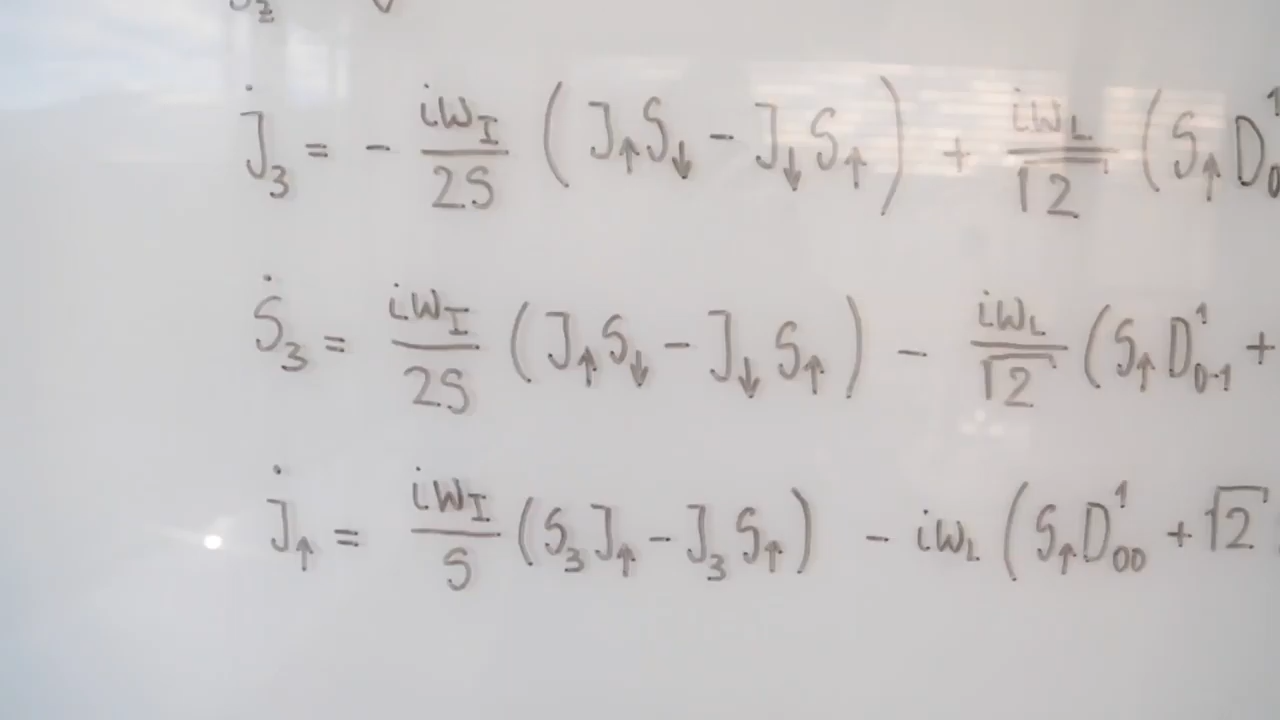 J̇₃ = - iω_I/2S (J↑S↓ - J↓S↑) + iω_L/√2 (S↑D
Ṡ₃ = iω_I/2S (J↑S↓ - J↓S↑) - iω_L/√2 (S↑D¹₀₋₁ +
J̇↑ = iω_I/S (S₃J↑ - J₃S↑) - iω_L (S↑D¹₀₀ + √2